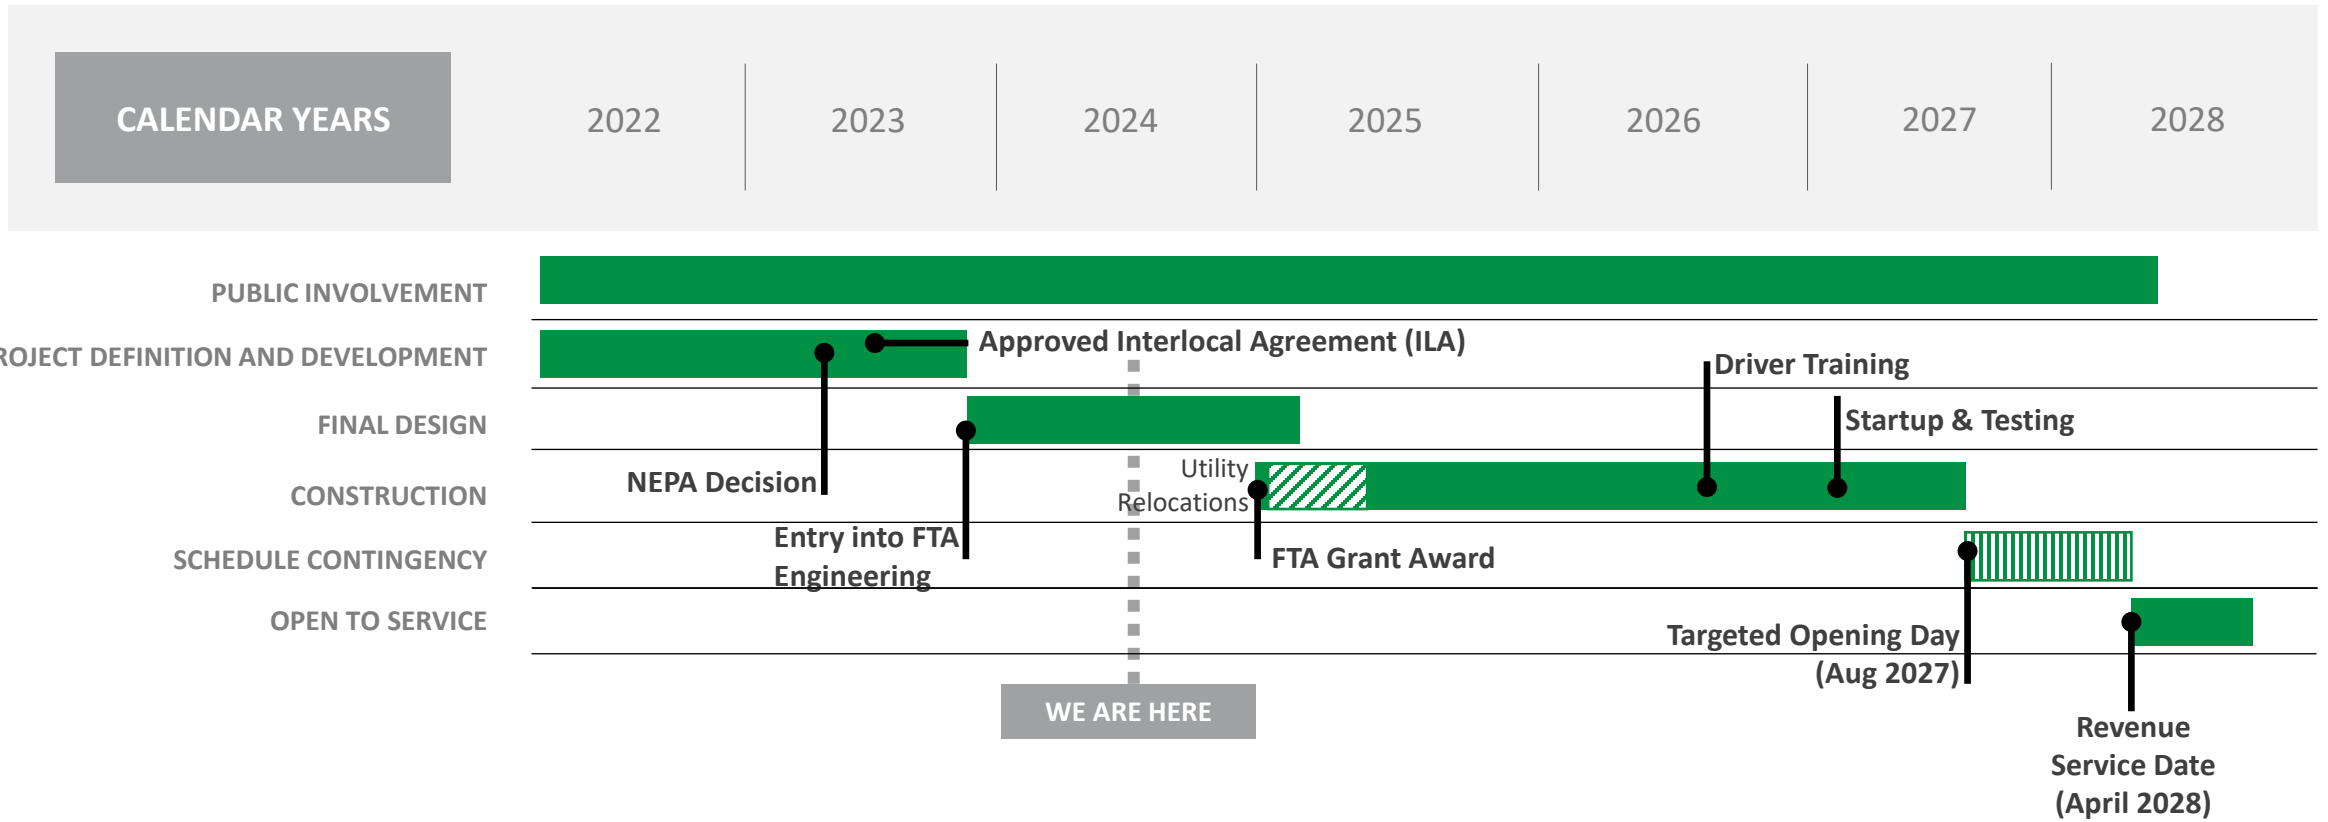 CALENDAR YEARS
2022
2023
2024
2025
2026
2027
2028
PUBLIC INVOLVEMENT
ROJECT DEFINITION AND DEVELOPMENT
Approved Interlocal Agreement (ILA)
Driver Training
FINAL DESIGN
Startup & Testing
NEPA Decision
CONSTRUCTION
Utility
Relocations
Entry into FTA
Engineering
SCHEDULE CONTINGENCY
FTA Grant Award
OPEN TO SERVICE
Targeted Opening Day
(Aug 2027)
WE ARE HERE
Revenue
Service Date
(April 2028)